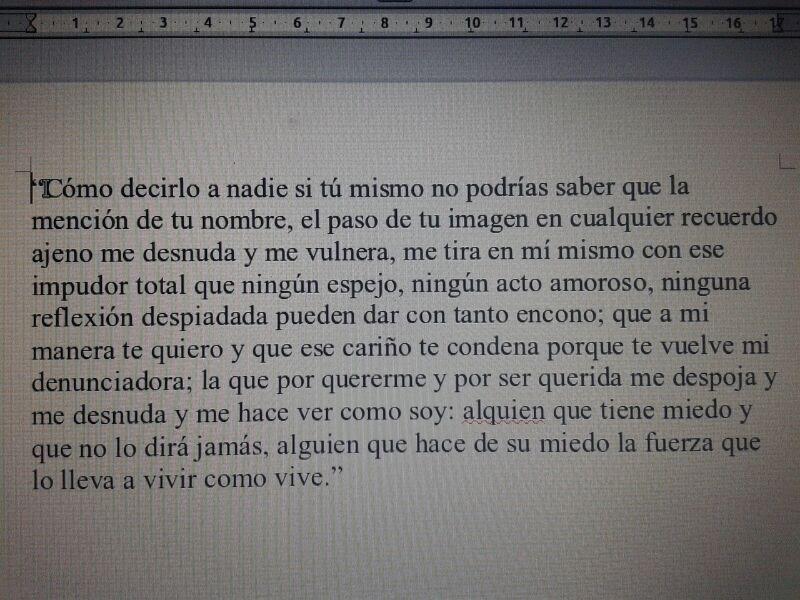 1 2 3 4 5 6 7 8 9 10 11 12 13 14 15 16 17
“Cómo decirlo a nadie si tú mismo no podrías saber que la
mención de tu nombre, el paso de tu imagen en cualquier recuerdo
ajeno me desnuda y me vulnera, me tira en mí mismo con ese
impudor total que ningún espejo, ningún acto amoroso, ninguna
reflexión despiadada pueden dar con tanto encono; que a mi
manera te quiero y que ese cariño te condena porque te vuelve mi
denunciadora; la que por quererme y por ser querida me despoja y
me desnuda y me hace ver como soy: alquien que tiene miedo y
que no lo dirá jamás, alguien que hace de su miedo la fuerza que
lo lleva a vivir como vive.”